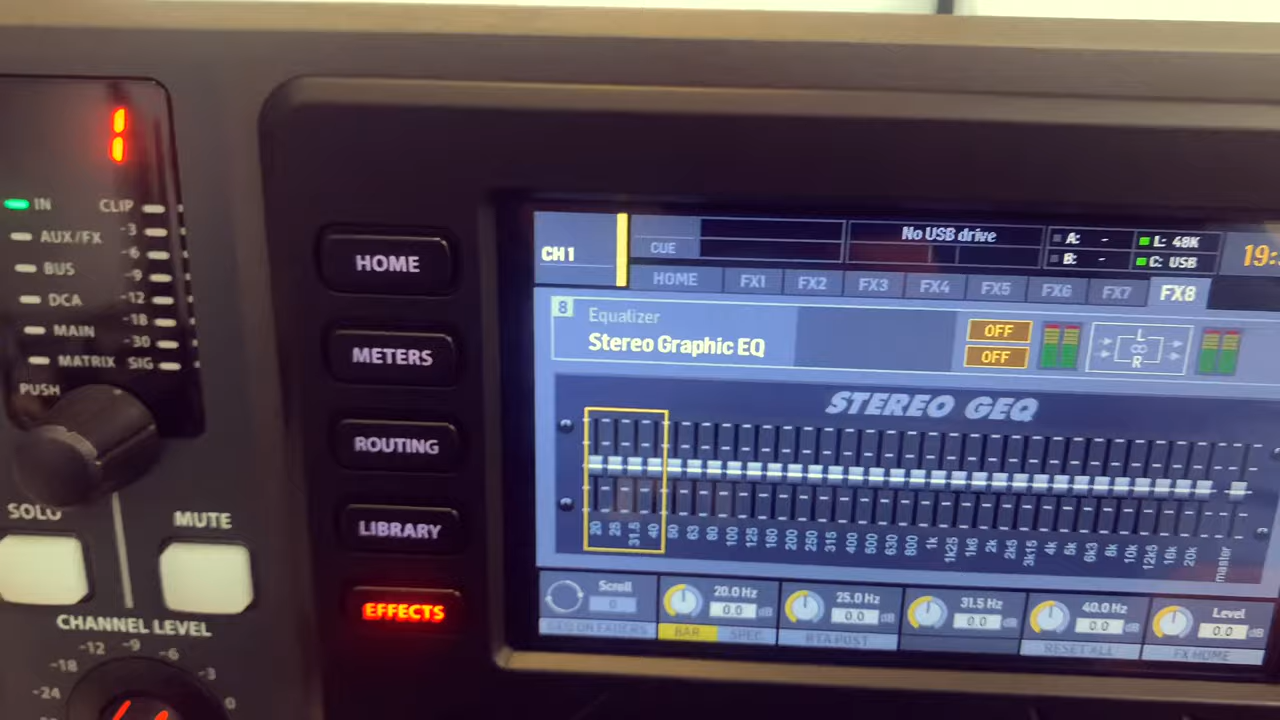 1
IN
CLIP
AUX/FX
-3
-6
BUS
-9
DCA
-12
MAIN
-18
-30
MATRIX
SIG
PUSH
SOLO
MUTE
CHANNEL LEVEL
-12 -9 -6
-18
-3
-24
0
HOME
METERS
ROUTING
LIBRARY
EFFECTS
CH1
CUE
No USB drive
A: -
B: -
L: 48K
C: USB
19:
HOME FX1 FX2 FX3 FX4 FX5 FX6 FX7 FX8
8
Equalizer
Stereo Graphic EQ
OFF
OFF
L
R
STEREO GEQ
20 25 31.5 40 50 63 80 100 125 160 200 250 315 400 500 630 800 1k 1k25 1k6 2k 2k5 3k15 4k 5k 6k3 8k 10k 12k5 16k 20k master
Scroll
0
GEQ ON FADERS
20.0 Hz
0.0 dB
BAR SPEC
25.0 Hz
0.0 dB
RTA POST
31.5 Hz
0.0 dB
40.0 Hz
0.0 dB
RESET ALL
Level
0.0 dB
FX HOME